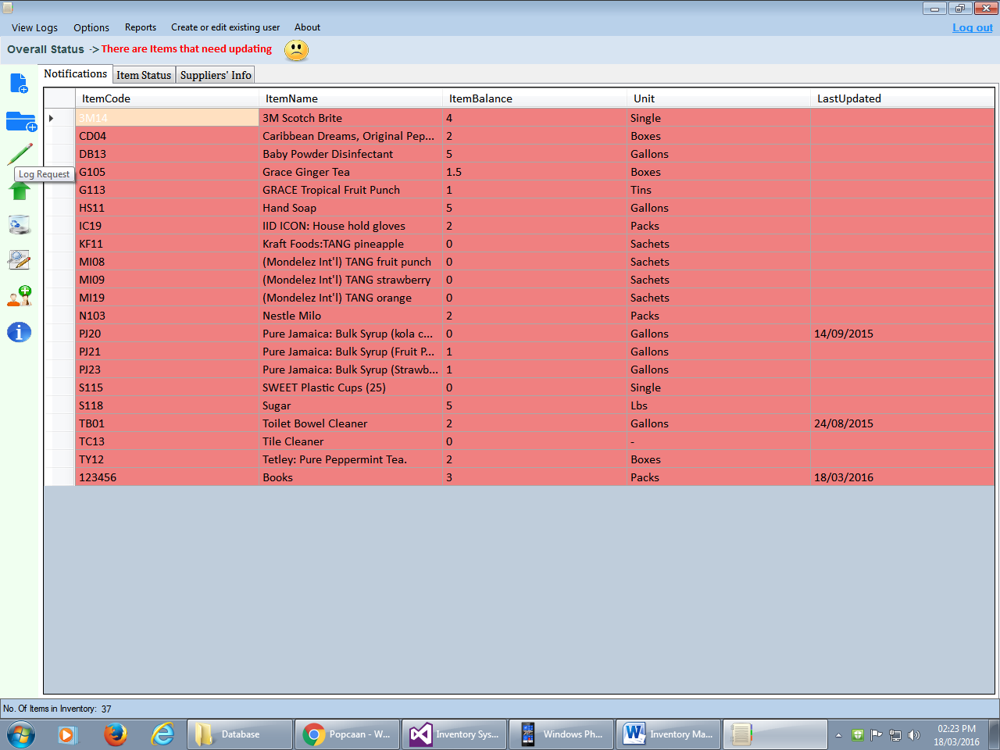 View Logs Options Reports Create or edit existing user About Log out
Overall Status -> There are Items that need updating
Notifications Item Status Suppliers' Info
ItemCode ItemName ItemBalance Unit LastUpdated
3M14 3M Scotch Brite 4 Single
CD04 Caribbean Dreams, Original Pep... 2 Boxes
DB13 Baby Powder Disinfectant 5 Gallons
Log Request
G105 Grace Ginger Tea 1.5 Boxes
G113 GRACE Tropical Fruit Punch 1 Tins
HS11 Hand Soap 5 Gallons
IC19 IID ICON: House hold gloves 2 Packs
KF11 Kraft Foods:TANG pineapple 0 Sachets
MI08 (Mondelez Int'l) TANG fruit punch 0 Sachets
MI09 (Mondelez Int'l) TANG strawberry 0 Sachets
MI19 (Mondelez Int'l) TANG orange 0 Sachets
N103 Nestle Milo 2 Packs
PJ20 Pure Jamaica: Bulk Syrup (kola c... 0 Gallons 14/09/2015
PJ21 Pure Jamaica: Bulk Syrup (Fruit P... 1 Gallons
PJ23 Pure Jamaica: Bulk Syrup (Strawb... 1 Gallons
S115 SWEET Plastic Cups (25) 0 Single
S118 Sugar 5 Lbs
TB01 Toilet Bowel Cleaner 2 Gallons 24/08/2015
TC13 Tile Cleaner 0 -
TY12 Tetley: Pure Peppermint Tea. 2 Boxes
123456 Books 3 Packs 18/03/2016
No. Of Items in Inventory: 37
Database Popcaan - W... Inventory Sys... Windows Ph... Inventory Ma... 02:23 PM
18/03/2016